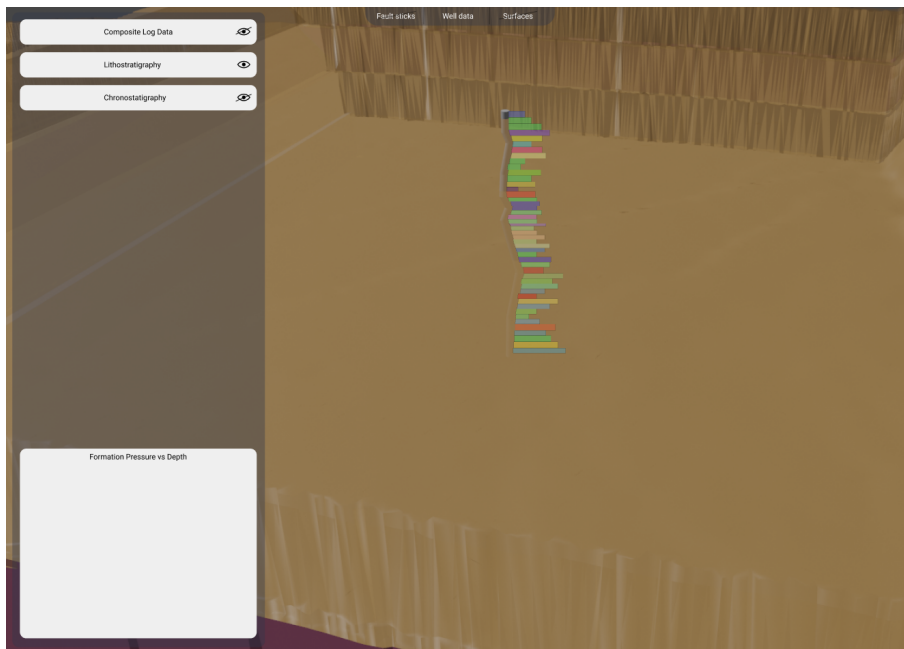 Fault sticks Well data Surfaces
Composite Log Data
Lithostratigraphy
Chronostatigraphy
Formation Pressure vs Depth